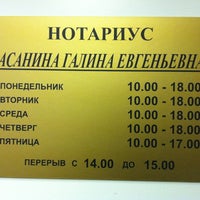 НОТАРИУС
АСАНИНА ГАЛИНА ЕВГЕНЬЕВНА
ПОНЕДЕЛЬНИК 10.00 - 18.00
ВТОРНИК 10.00 - 18.00
СРЕДА 10.00 - 18.00
ЧЕТВЕРГ 10.00 - 18.00
ПЯТНИЦА 10.00 - 17.00
ПЕРЕРЫВ С 14.00 ДО 15.00